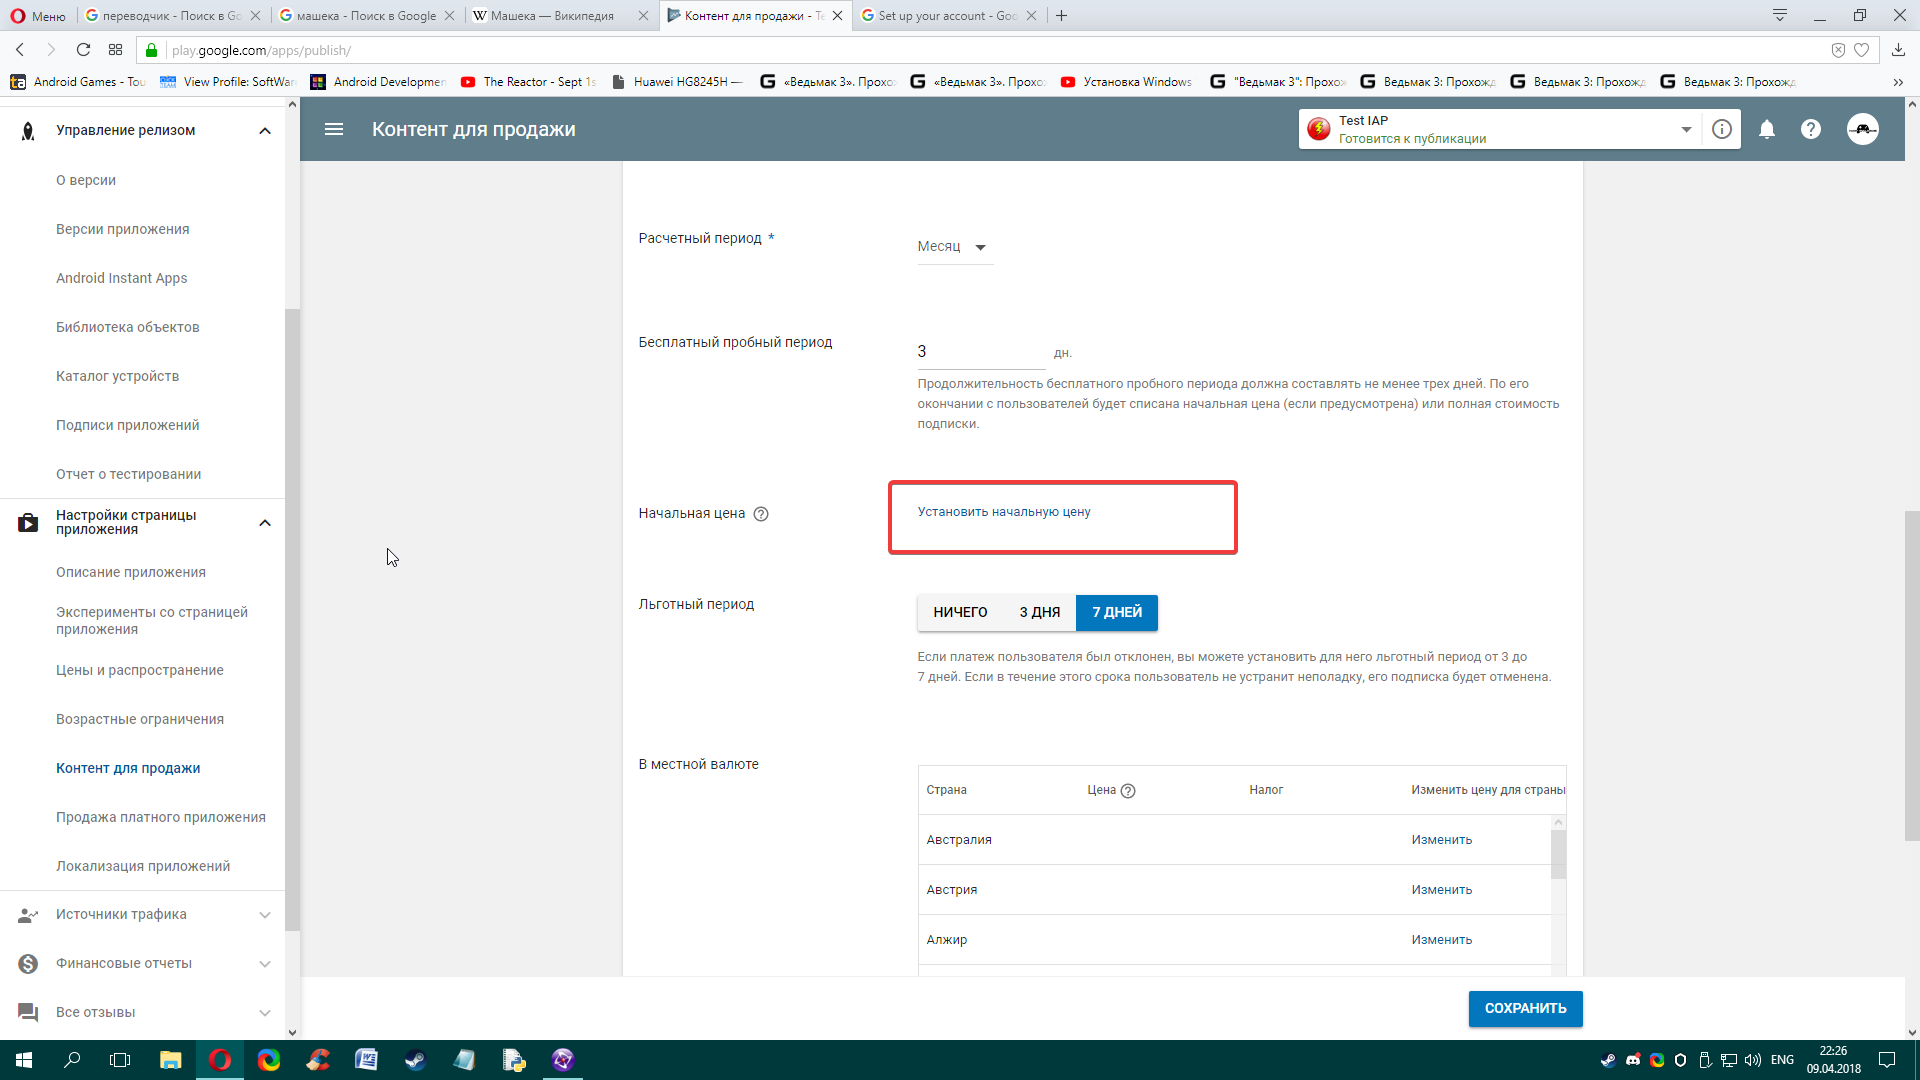 Меню
переводчик - Поиск в Go
машека - Поиск в Google
Машека — Википедия
Контент для продажи - Te
Set up your account - Goo
play.google.com/apps/publish/
Android Games - Tou
View Profile: SoftWar
Android Developmen
The Reactor - Sept 1s
Huawei HG8245H —
«Ведьмак 3». Прохо
«Ведьмак 3». Прохо
Установка Windows
"Ведьмак 3": Прохож
Ведьмак 3: Прохожд
Ведьмак 3: Прохожд
Ведьмак 3: Прохожд
Управление релизом
О версии
Версии приложения
Android Instant Apps
Библиотека объектов
Каталог устройств
Подписи приложений
Отчет о тестировании
Настройки страницы
приложения
Описание приложения
Эксперименты со страницей
приложения
Цены и распространение
Возрастные ограничения
Контент для продажи
Продажа платного приложения
Локализация приложений
Источники трафика
Финансовые отчеты
Все отзывы
Контент для продажи
Test IAP
Готовится к публикации
Расчетный период *
Месяц
Бесплатный пробный период
3 дн.
Продолжительность бесплатного пробного периода должна составлять не менее трех дней. По его
окончании с пользователей будет списана начальная цена (если предусмотрена) или полная стоимость
подписки.
Начальная цена
Установить начальную цену
Льготный период
НИЧЕГО 3 ДНЯ 7 ДНЕЙ
Если платеж пользователя был отклонен, вы можете установить для него льготный период от 3 до
7 дней. Если в течение этого срока пользователь не устранит неполадку, его подписка будет отменена.
В местной валюте
Страна Цена Налог Изменить цену для страны
Австралия Изменить
Австрия Изменить
Алжир Изменить
СОХРАНИТЬ
ENG
22:26
09.04.2018